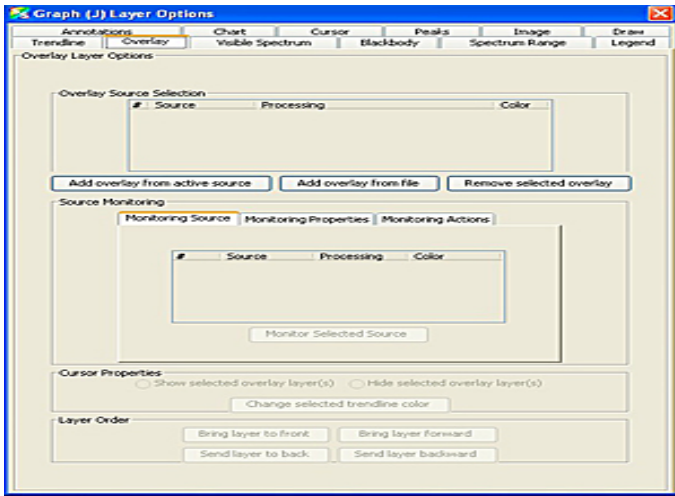 Graph (J) Layer Options
Annotations Chart Cursor Peaks Image Draw
Trendline Overlay Visible Spectrum Blackbody Spectrum Range Legend
Overlay Layer Options
Overlay Source Selection
# Source Processing Color
Add overlay from active source Add overlay from file Remove selected overlay
Source Monitoring
Monitoring Source Monitoring Properties Monitoring Actions
# Source Processing Color
Monitor Selected Source
Cursor Properties
Show selected overlay layer(s) Hide selected overlay layer(s)
Change selected trendline color
Layer Order
Bring layer to front Bring layer forward
Send layer to back Send layer backward